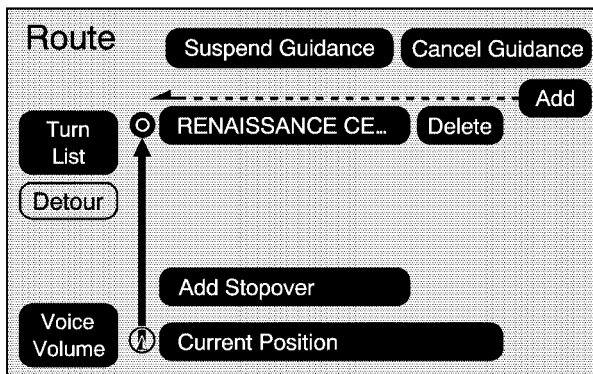 Route
Suspend Guidance
Cancel Guidance
Add
Turn
List
RENAISSANCE CE...
Delete
Detour
Add Stopover
Voice
Volume
Current Position